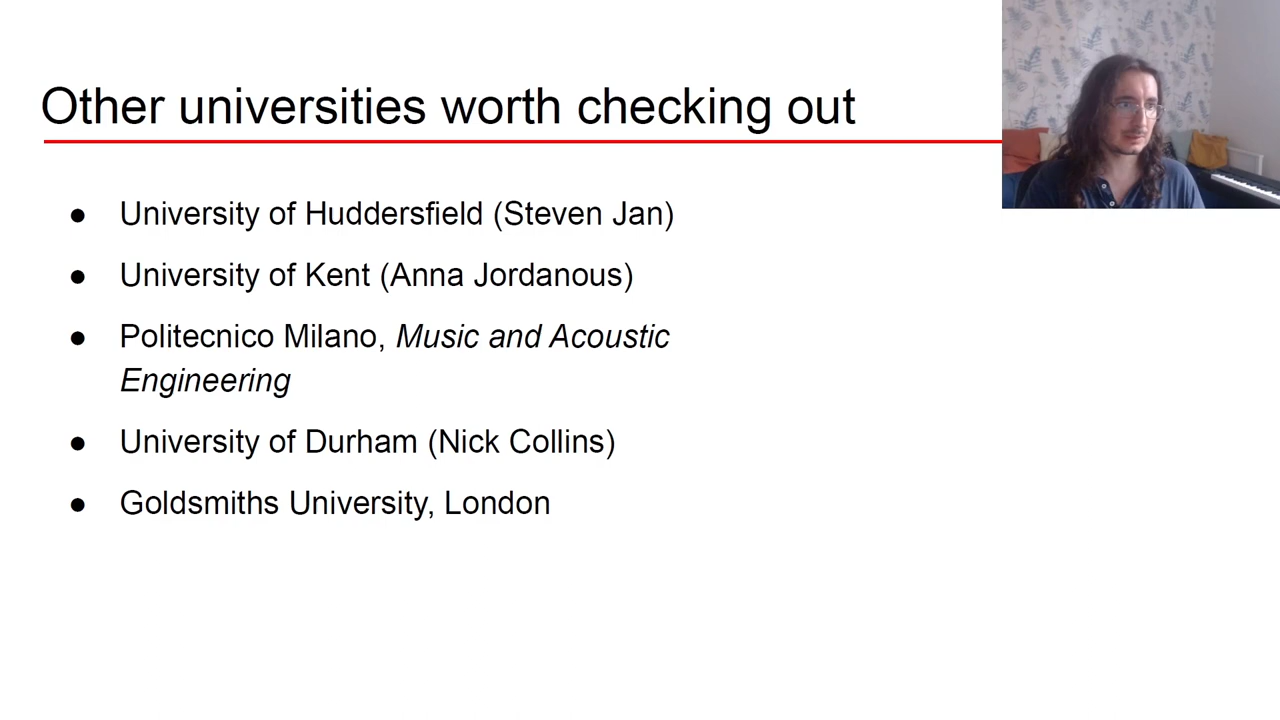 Other universities worth checking out
● University of Huddersfield (Steven Jan)
● University of Kent (Anna Jordanous)
● Politecnico Milano, Music and Acoustic
Engineering
● University of Durham (Nick Collins)
● Goldsmiths University, London